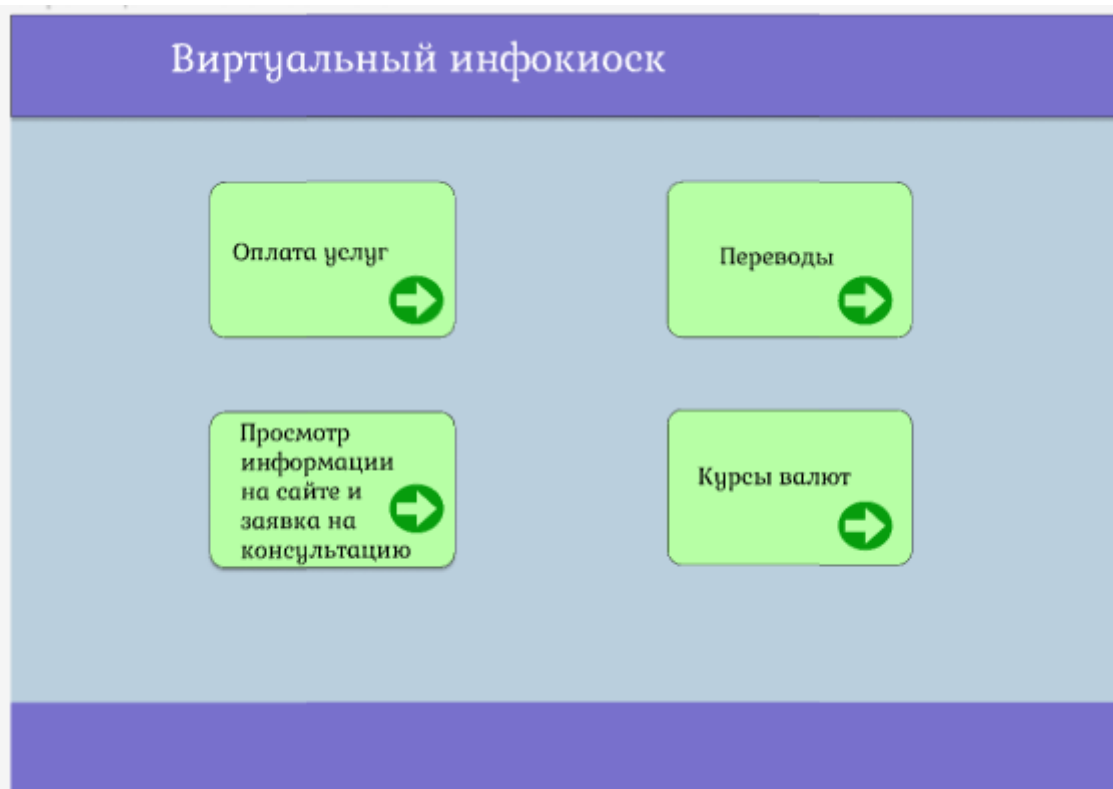 Виртуальный инфокиоск
Оплата услуг
Переводы
Просмотр
информации
на сайте и
заявка на
консультацию
Курсы валют